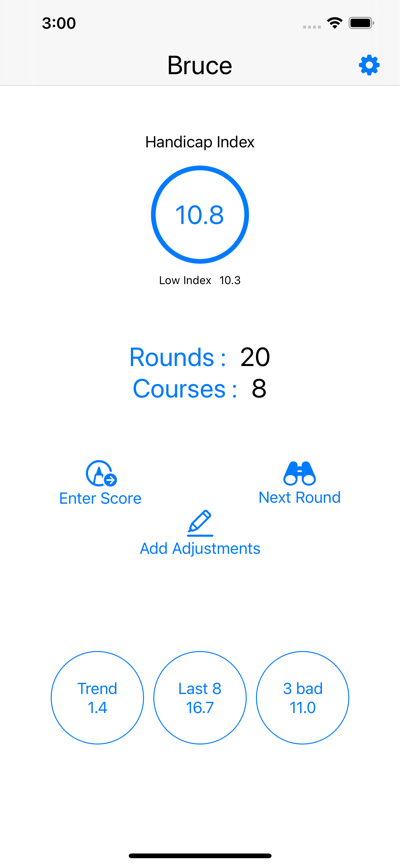 3:00
Bruce
Handicap Index
10.8
Low Index 10.3
Rounds : 20
Courses : 8
Enter Score
Next Round
Add Adjustments
Trend
1.4
Last 8
16.7
3 bad
11.0